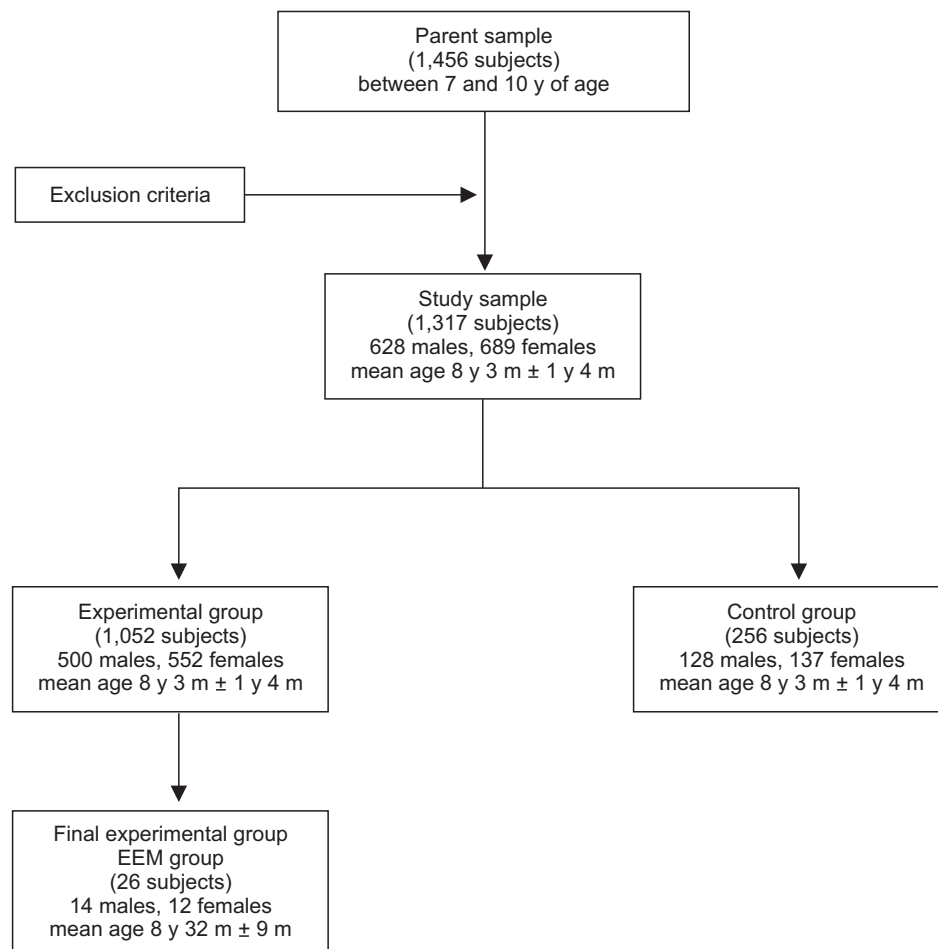 Parent sample
(1,456 subjects)
between 7 and 10 y of age
Exclusion criteria
Study sample
(1,317 subjects)
628 males, 689 females
mean age 8 y 3 m ± 1 y 4 m
Experimental group
(1,052 subjects)
500 males, 552 females
mean age 8 y 3 m ± 1 y 4 m
Control group
(256 subjects)
128 males, 137 females
mean age 8 y 3 m ± 1 y 4 m
Final experimental group
EEM group
(26 subjects)
14 males, 12 females
mean age 8 y 32 m ± 9 m